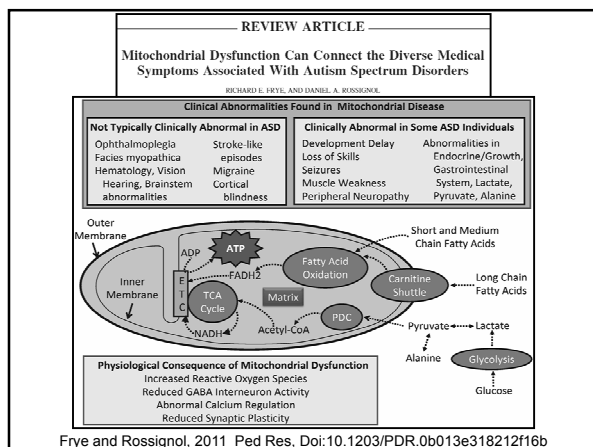 REVIEW ARTICLE
Mitochondrial Dysfunction Can Connect the Diverse Medical
Symptoms Associated With Autism Spectrum Disorders
RICHARD E. FRYE, AND DANIEL A. ROSSIGNOL
Clinical Abnormalities Found in Mitochondrial Disease
Not Typically Clinically Abnormal in ASD
Ophthalmoplegia
Facies myopathica
Hematology, Vision
Hearing, Brainstem
abnormalities
Stroke-like
episodes
Migraine
Cortical
blindness
Clinically Abnormal in Some ASD Individuals
Development Delay
Loss of Skills
Seizures
Muscle Weakness
Peripheral Neuropathy
Abnormalities in
Endocrine/Growth,
Gastrointestinal
System, Lactate,
Pyruvate, Alanine
Outer
Membrane
Inner
Membrane
ADP
ATP
FADH2
ETC
TCA
Cycle
NADH
Matrix
Acetyl-CoA
Fatty Acid
Oxidation
PDC
Carnitine
Shuttle
Short and Medium
Chain Fatty Acids
Long Chain
Fatty Acids
Pyruvate
Lactate
Alanine
Glycolysis
Glucose
Physiological Consequence of Mitochondrial Dysfunction
Increased Reactive Oxygen Species
Reduced GABA Interneuron Activity
Abnormal Calcium Regulation
Reduced Synaptic Plasticity
Frye and Rossignol, 2011 Ped Res, Doi:10.1203/PDR.0b013e318212f16b